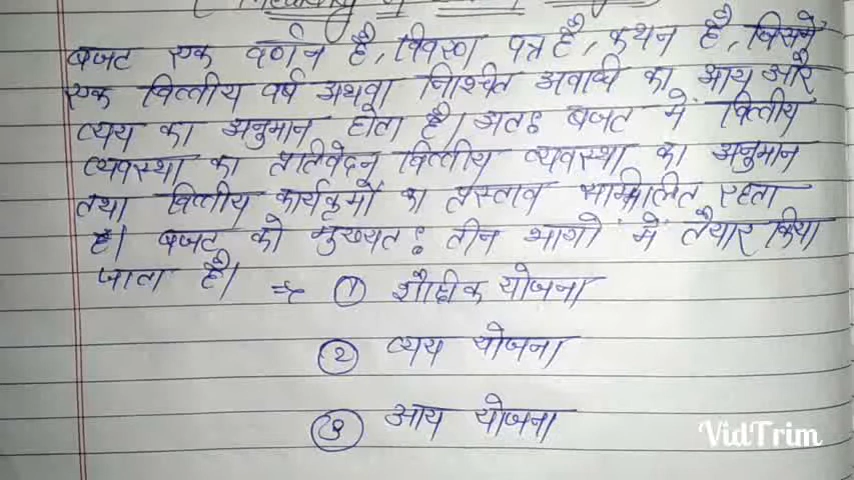 बजट एक वर्णन है, विवरण पत्र है, कथन है, जिसमे
एक वित्तीय वर्ष अथवा निश्चित अवधि का आय और
व्यय का अनुमान होता है। अतः बजट में वित्तीय
व्यवस्था का प्रतिवेदन वित्तीय व्यवस्था का अनुमान
तथा वित्तीय कार्यक्रमों का प्रस्ताव सम्मिलित रहता
है। बजट को मुख्यतः तीन भागों में तैयार किया
जाता है। ⇒ ① शैक्षिक योजना
② व्यय योजना
③ आय योजना
VidTrim